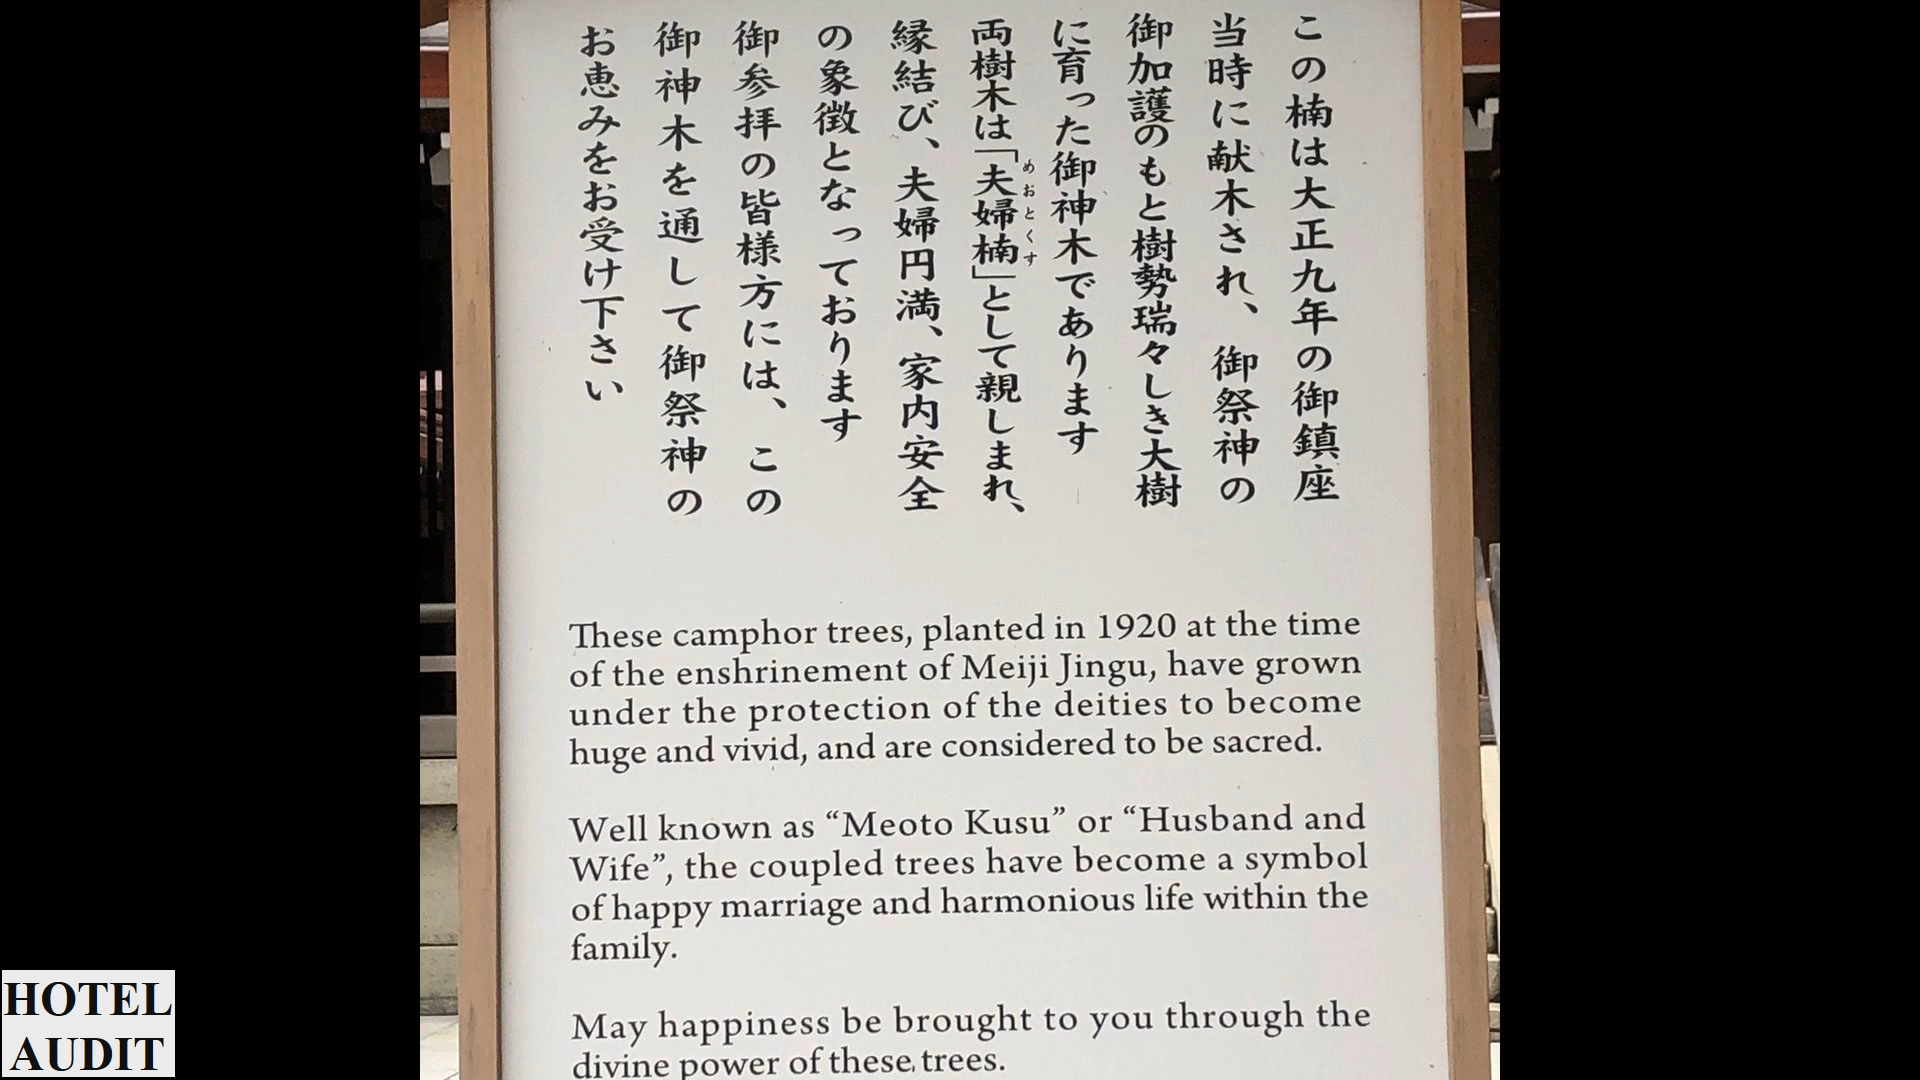 この楠は大正九年の御鎮座
当時に献木され、御祭神の
御加護のもと樹勢瑞々しき大樹
に育った御神木であります
両樹木は「夫婦楠」として親しまれ、
めおとくす
縁結び、夫婦円満、家内安全
の象徴となっております
御参拝の皆様方には、この
御神木を通して御祭神の
お恵みをお受け下さい
These camphor trees, planted in 1920 at the time
of the enshrinement of Meiji Jingu, have grown
under the protection of the deities to become
huge and vivid, and are considered to be sacred.
Well known as “Meoto Kusu” or “Husband and
Wife”, the coupled trees have become a symbol
of happy marriage and harmonious life within the
family.
May happiness be brought to you through the
divine power of these trees.
HOTEL
AUDIT